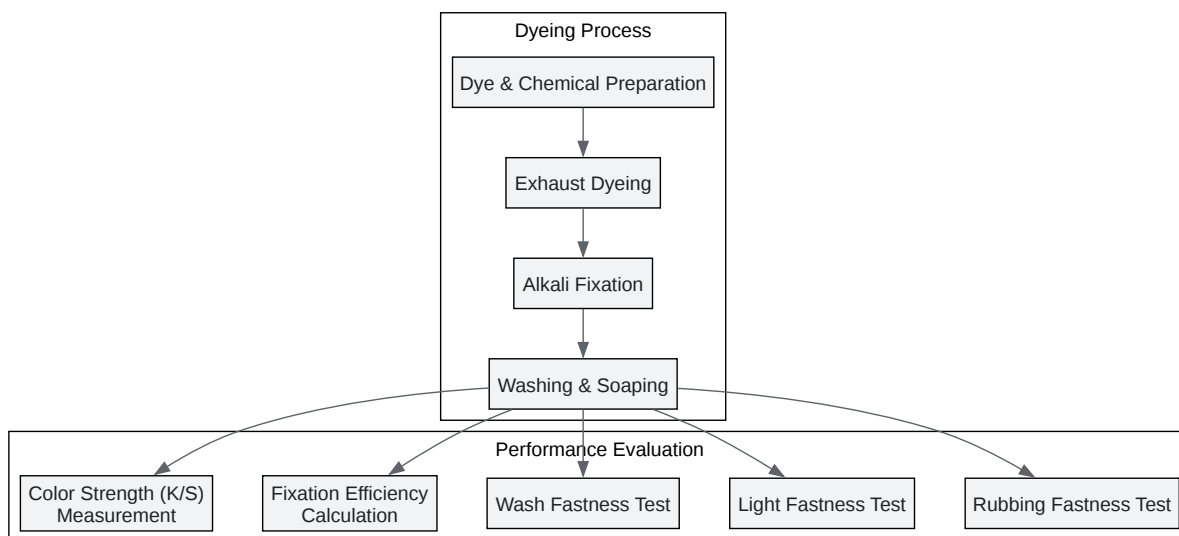 Dyeing Process
Dye & Chemical Preparation
Exhaust Dyeing
Alkali Fixation
Washing & Soaping
Performance Evaluation
Color Strength (K/S)
Measurement
Fixation Efficiency
Calculation
Wash Fastness Test
Light Fastness Test
Rubbing Fastness Test